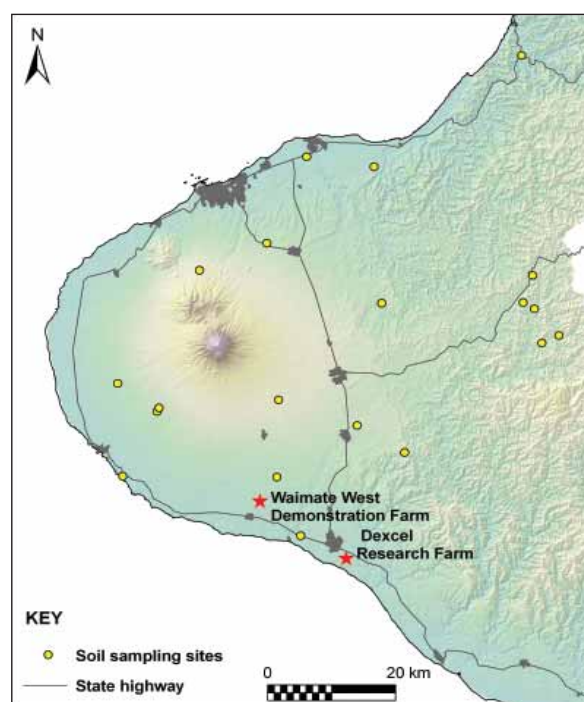 N
Waimate West
Demonstration Farm
Dexcel
Research Farm
KEY
Soil sampling sites
State highway
0 20 km